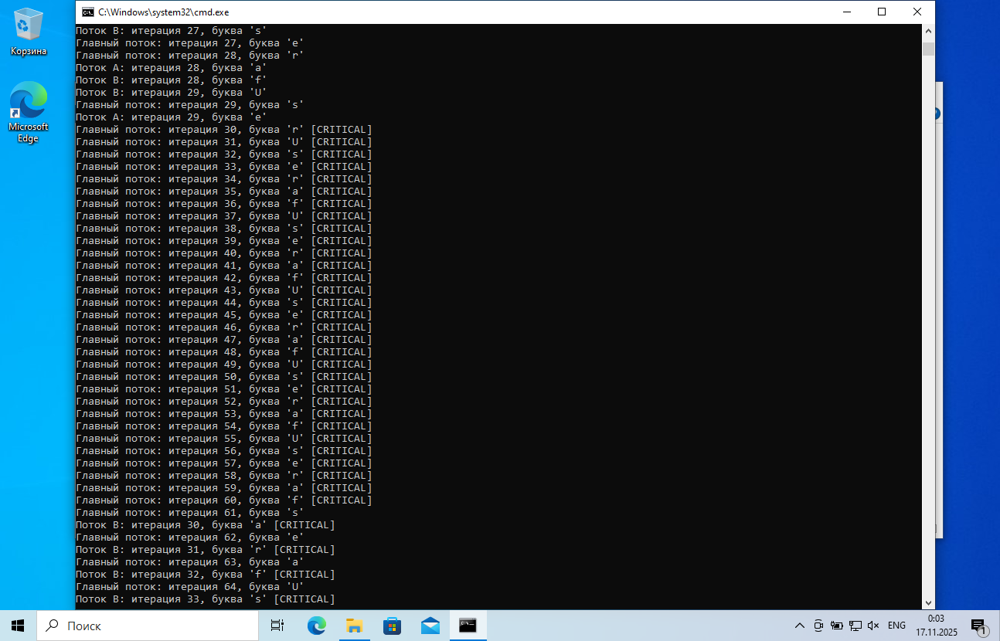 Корзина
Microsoft
Edge
C:\Windows\system32\cmd.exe
Поток B: итерация 27, буква 's'
Главный поток: итерация 27, буква 'e'
Главный поток: итерация 28, буква 'r'
Поток A: итерация 28, буква 'a'
Поток B: итерация 28, буква 'f'
Поток B: итерация 29, буква 'U'
Главный поток: итерация 29, буква 's'
Поток A: итерация 29, буква 'e'
Главный поток: итерация 30, буква 'r' [CRITICAL]
Главный поток: итерация 31, буква 'U' [CRITICAL]
Главный поток: итерация 32, буква 's' [CRITICAL]
Главный поток: итерация 33, буква 'e' [CRITICAL]
Главный поток: итерация 34, буква 'r' [CRITICAL]
Главный поток: итерация 35, буква 'a' [CRITICAL]
Главный поток: итерация 36, буква 'f' [CRITICAL]
Главный поток: итерация 37, буква 'U' [CRITICAL]
Главный поток: итерация 38, буква 's' [CRITICAL]
Главный поток: итерация 39, буква 'e' [CRITICAL]
Главный поток: итерация 40, буква 'r' [CRITICAL]
Главный поток: итерация 41, буква 'a' [CRITICAL]
Главный поток: итерация 42, буква 'f' [CRITICAL]
Главный поток: итерация 43, буква 'U' [CRITICAL]
Главный поток: итерация 44, буква 's' [CRITICAL]
Главный поток: итерация 45, буква 'e' [CRITICAL]
Главный поток: итерация 46, буква 'r' [CRITICAL]
Главный поток: итерация 47, буква 'a' [CRITICAL]
Главный поток: итерация 48, буква 'f' [CRITICAL]
Главный поток: итерация 49, буква 'U' [CRITICAL]
Главный поток: итерация 50, буква 's' [CRITICAL]
Главный поток: итерация 51, буква 'e' [CRITICAL]
Главный поток: итерация 52, буква 'r' [CRITICAL]
Главный поток: итерация 53, буква 'a' [CRITICAL]
Главный поток: итерация 54, буква 'f' [CRITICAL]
Главный поток: итерация 55, буква 'U' [CRITICAL]
Главный поток: итерация 56, буква 's' [CRITICAL]
Главный поток: итерация 57, буква 'e' [CRITICAL]
Главный поток: итерация 58, буква 'r' [CRITICAL]
Главный поток: итерация 59, буква 'a' [CRITICAL]
Главный поток: итерация 60, буква 'f' [CRITICAL]
Главный поток: итерация 61, буква 's'
Поток B: итерация 30, буква 'a' [CRITICAL]
Главный поток: итерация 62, буква 'e'
Поток B: итерация 31, буква 'r' [CRITICAL]
Главный поток: итерация 63, буква 'a'
Поток B: итерация 32, буква 'f' [CRITICAL]
Главный поток: итерация 64, буква 'U'
Поток B: итерация 33, буква 's' [CRITICAL]
Поиск
ENG
0:03
17.11.2025
1